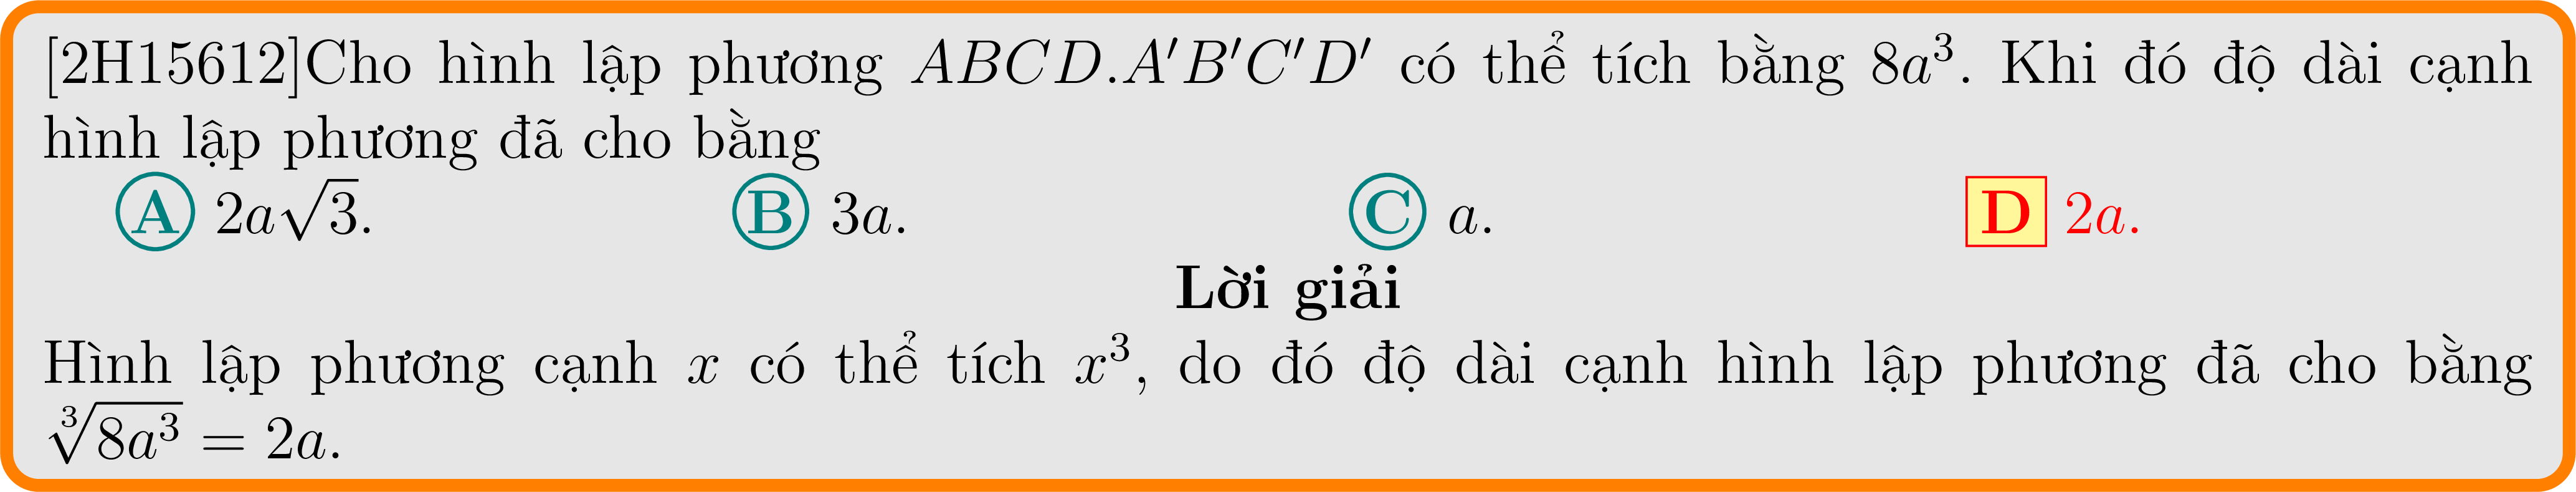 [2H15612]Cho hình lập phương ABCD.A′B′C′D′ có thể tích bằng 8a³. Khi đó độ dài cạnh
hình lập phương đã cho bằng
A 2a√3. B 3a. C a. D 2a.
Lời giải
Hình lập phương cạnh x có thể tích x³, do đó độ dài cạnh hình lập phương đã cho bằng
∛(8a³) = 2a.